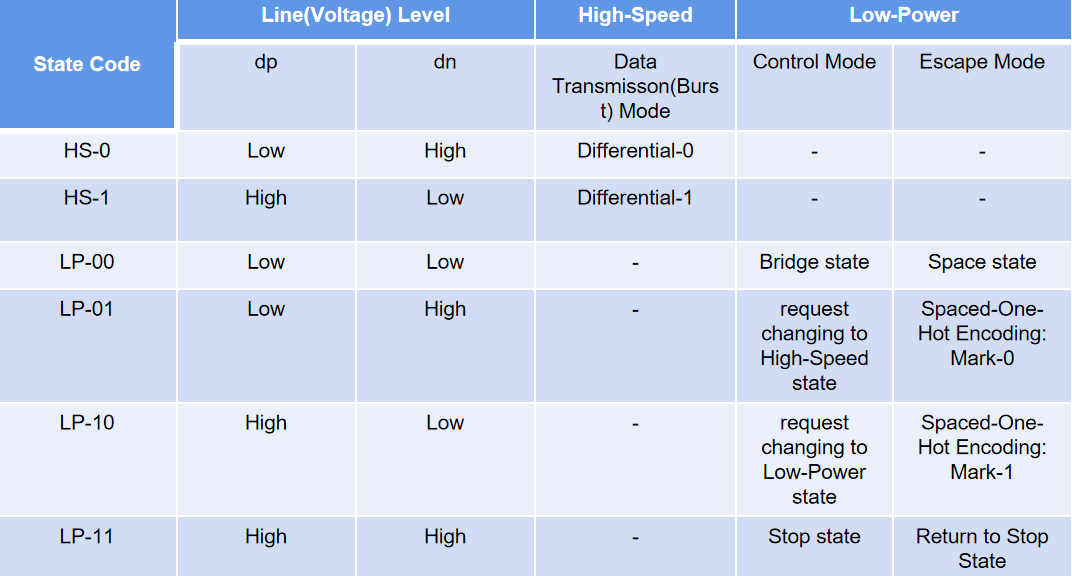 Line(Voltage) Level High-Speed Low-Power
State Code
dp dn Data Control Mode Escape Mode
Transmisson(Burs
t) Mode
HS-0 Low High Differential-0 - -
HS-1 High Low Differential-1 - -
LP-00 Low Low - Bridge state Space state
LP-01 Low High - request Spaced-One-
changing to Hot Encoding:
High-Speed Mark-0
state
LP-10 High Low - request Spaced-One-
changing to Hot Encoding:
Low-Power Mark-1
state
LP-11 High High - Stop state Return to Stop
State